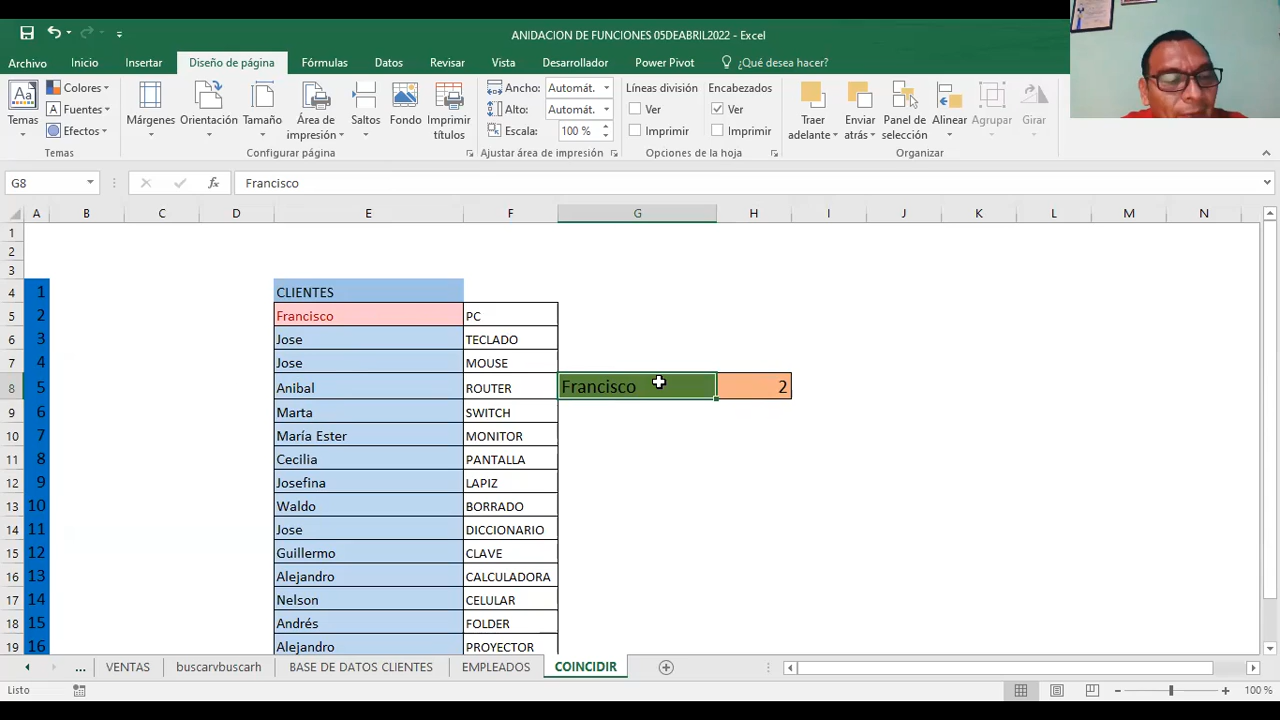 ANIDACION DE FUNCIONES 05DEABRIL2022 - Excel
Archivo Inicio Insertar Diseño de página Fórmulas Datos Revisar Vista Desarrollador Power Pivot ¿Qué desea hacer?
Temas Colores Fuentes Efectos
Márgenes Orientación Tamaño Área de impresión Saltos Fondo Imprimir títulos
Ancho: Automát.
Alto: Automát.
Escala: 100 %
Líneas división Encabezados
Ver Ver
Imprimir Imprimir
Traer adelante Enviar atrás Panel de selección Alinear Agrupar Girar
Temas Configurar página Ajustar área de impresión Opciones de la hoja Organizar
G8 fx Francisco
A B C D E F G H I J K L M N
1
2
3
4 1 CLIENTES
5 2 Francisco PC
6 3 Jose TECLADO
7 4 Jose MOUSE
8 5 Anibal ROUTER Francisco 2
9 6 Marta SWITCH
10 7 María Ester MONITOR
11 8 Cecilia PANTALLA
12 9 Josefina LAPIZ
13 10 Waldo BORRADO
14 11 Jose DICCIONARIO
15 12 Guillermo CLAVE
16 13 Alejandro CALCULADORA
17 14 Nelson CELULAR
18 15 Andrés FOLDER
19 16 Alejandro PROYECTOR
... VENTAS buscarvbuscarh BASE DE DATOS CLIENTES EMPLEADOS COINCIDIR
Listo 100 %